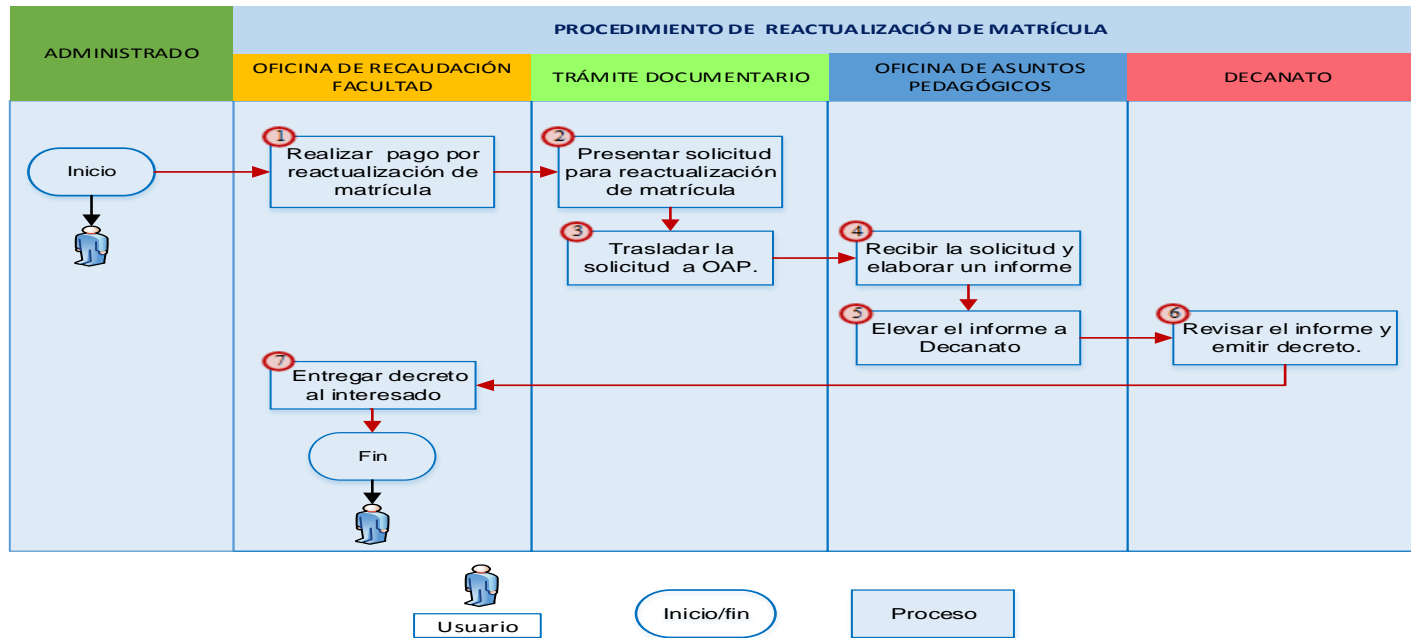 PROCEDIMIENTO DE REACTUALIZACIÓN DE MATRÍCULA
ADMINISTRADO
OFICINA DE RECAUDACIÓN
FACULTAD
TRÁMITE DOCUMENTARIO
OFICINA DE ASUNTOS
PEDAGÓGICOS
DECANATO
Inicio
1
Realizar pago por
reactualización de
matrícula
2
Presentar solicitud
para reactualización
de matrícula
3
Trasladar la
solicitud a OAP.
4
Recibir la solicitud y
elaborar un informe
5
Elevar el informe a
Decanato
6
Revisar el informe y
emitir decreto.
7
Entregar decreto
al interesado
Fin
Usuario
Inicio/fin
Proceso